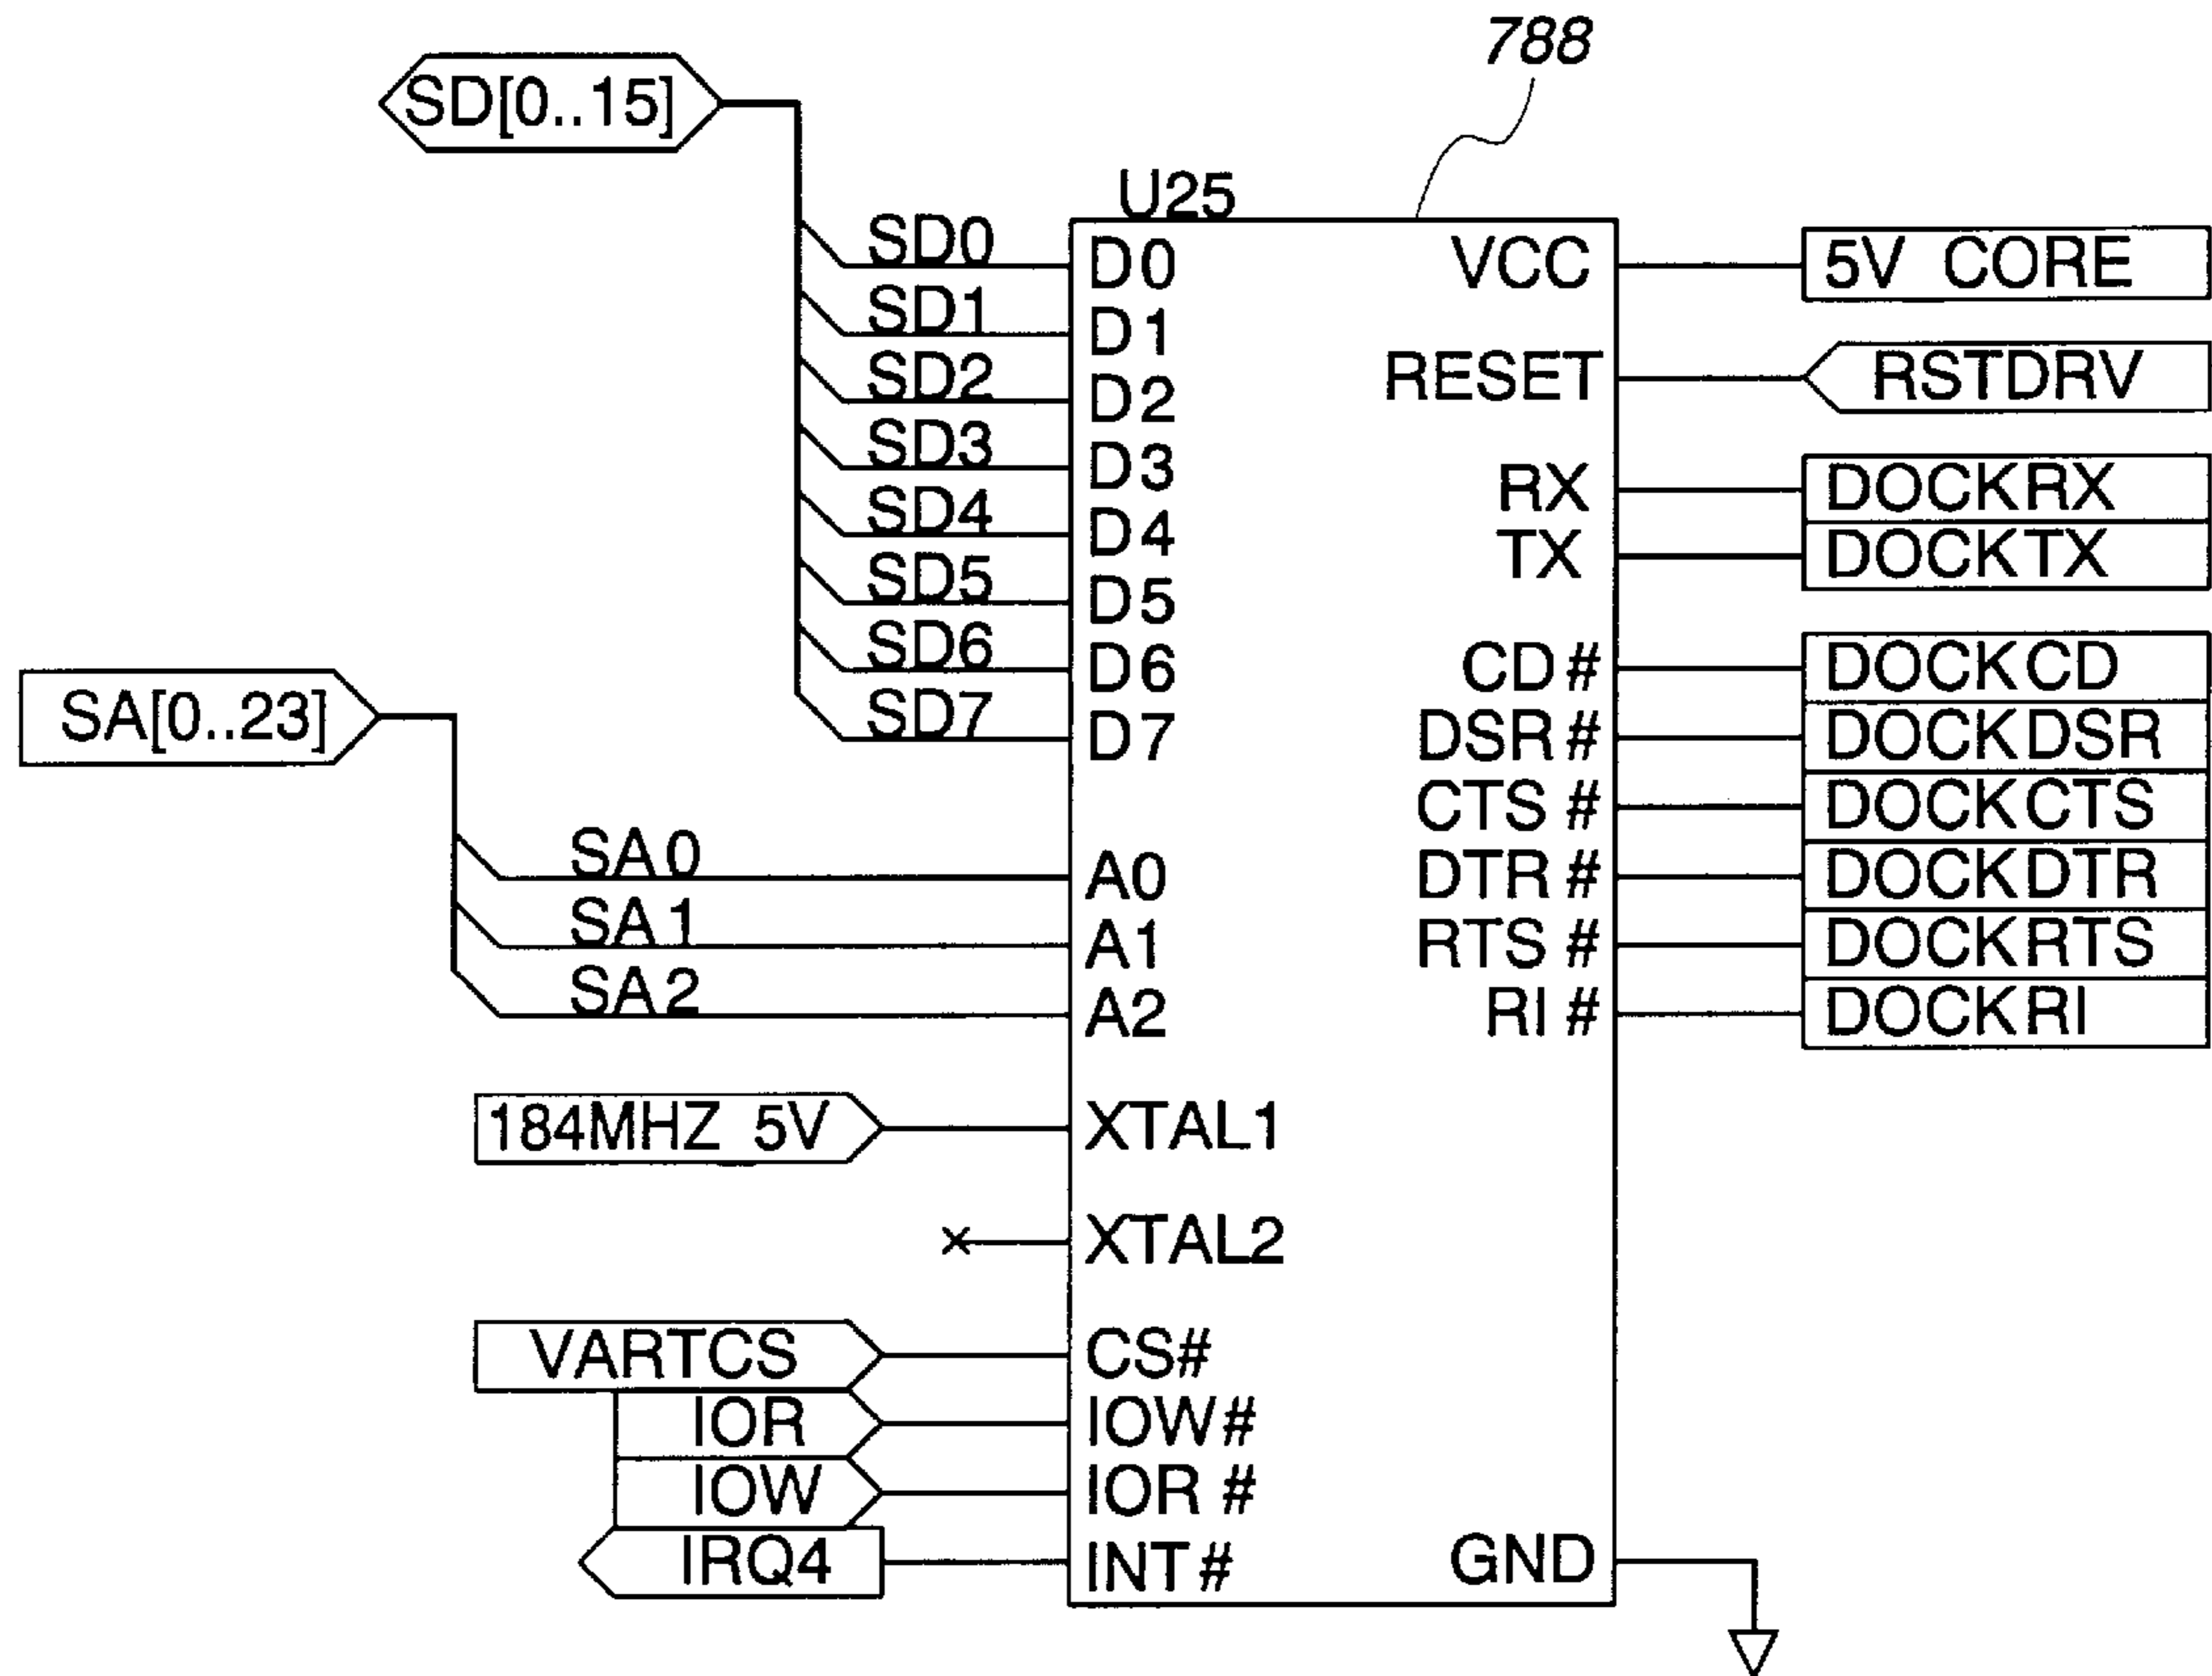 788
SD[0..15]
U25
SD0 D0 VCC 5V CORE
SD1 D1
RESET RSTDRV
SD2 D2
SD3 D3 RX DOCKRX
SD4 D4 TX DOCKTX
SD5 D5
SD6 D6 CD# DOCKCD
SA[0..23] SD7 D7 DSR# DOCKDSR
CTS# DOCKCTS
SA0 A0 DTR# DOCKDTR
SA1 A1 RTS# DOCKRTS
SA2 A2 RI# DOCKRI
184MHZ 5V XTAL1
x XTAL2
VARTCS CS#
IOR IOW#
IOW IOR#
IRQ4 INT# GND